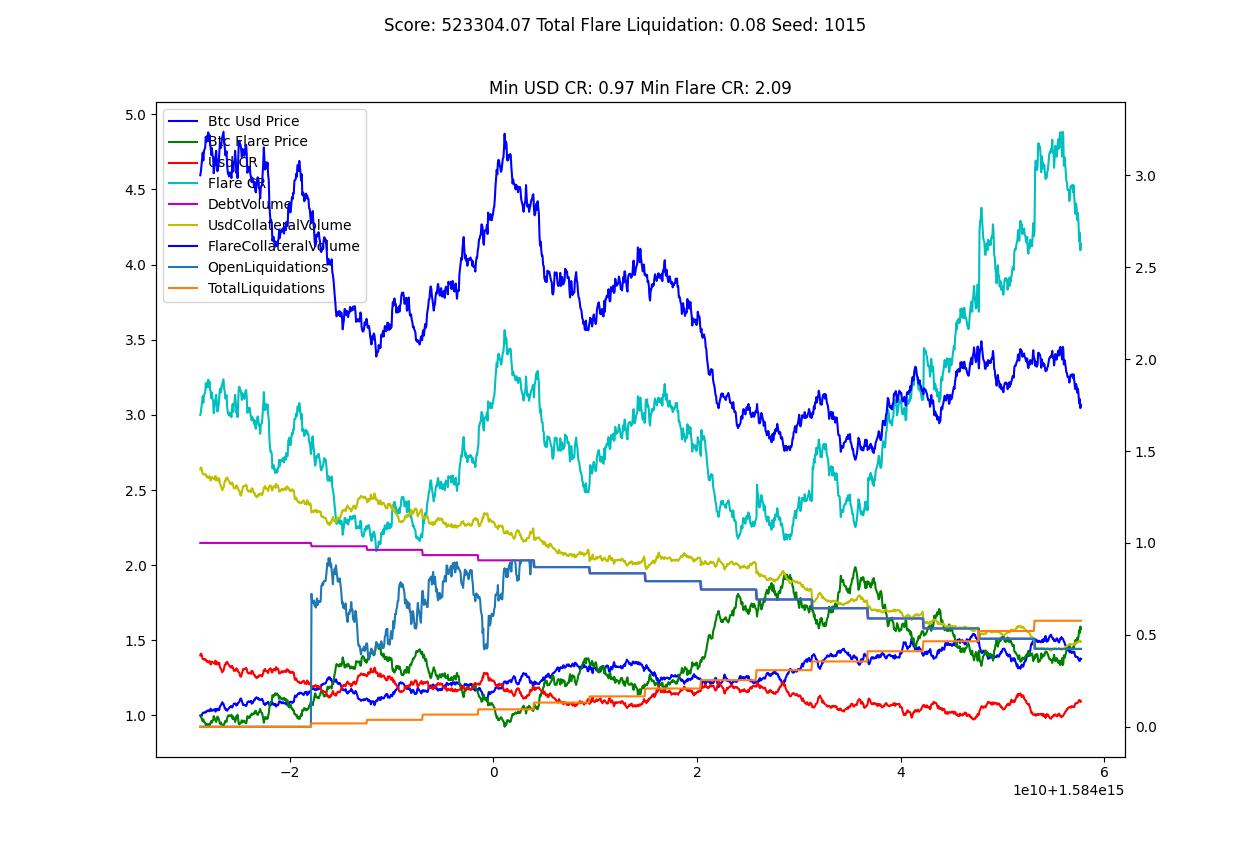 Score: 523304.07 Total Flare Liquidation: 0.08 Seed: 1015
Min USD CR: 0.97 Min Flare CR: 2.09
Btc Usd Price
Btc Flare Price
Usd CR
Flare CR
DebtVolume
UsdCollateralVolume
FlareCollateralVolume
OpenLiquidations
TotalLiquidations
5.0
4.5
4.0
3.5
3.0
2.5
2.0
1.5
1.0
3.0
2.5
2.0
1.5
1.0
0.5
0.0
−2 0 2 4 6
1e10+1.584e15